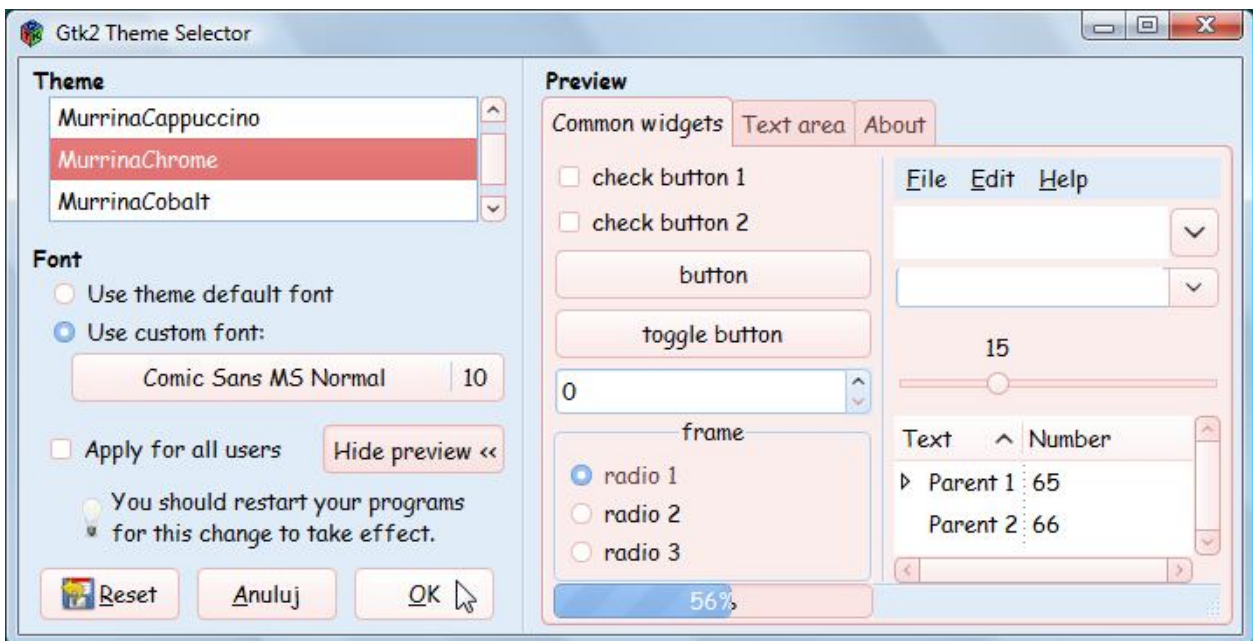 Gtk2 Theme Selector
Theme
MurrinaCappuccino
MurrinaChrome
MurrinaCobalt
Font
Use theme default font
Use custom font:
Comic Sans MS Normal 10
Apply for all users
Hide preview <<
You should restart your programs
for this change to take effect.
Reset
Anuluj
OK
Preview
Common widgets
Text area
About
check button 1
check button 2
button
toggle button
0
frame
radio 1
radio 2
radio 3
56%
File Edit Help
15
Text Number
Parent 1 65
Parent 2 66